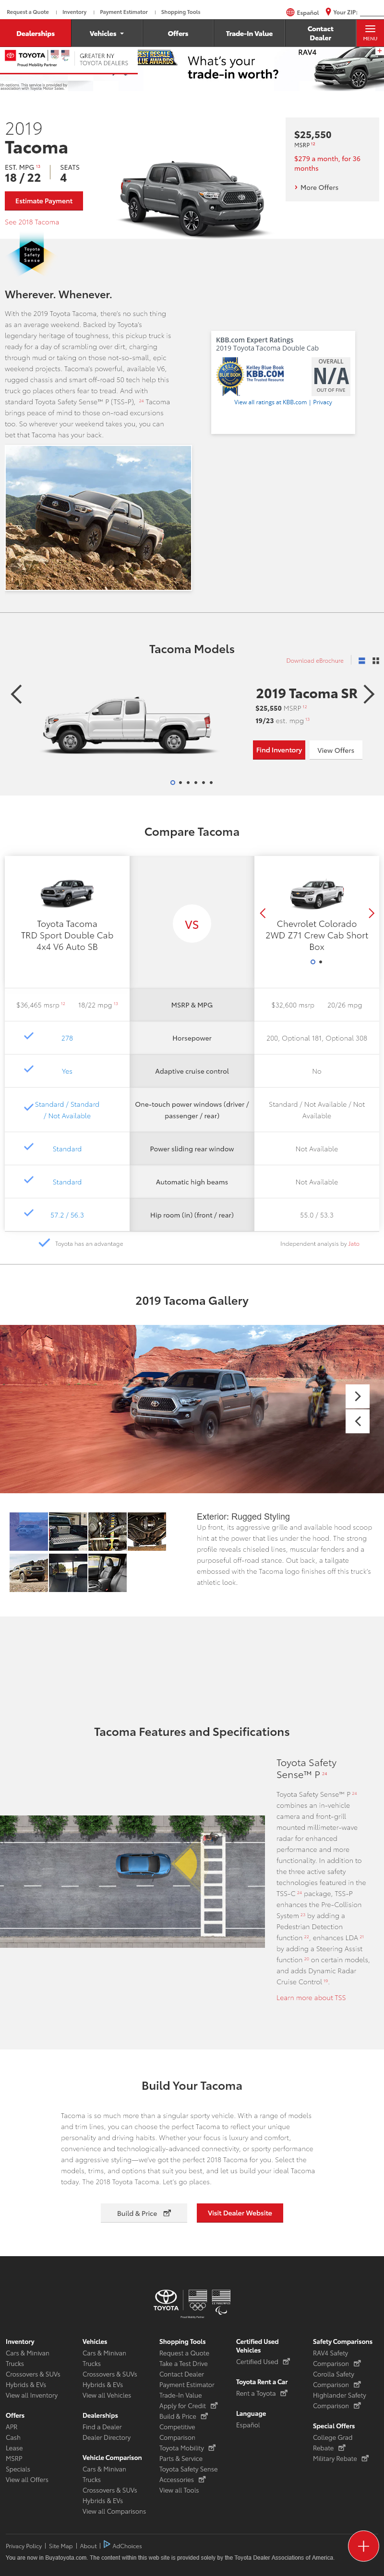 Request a Quote | Inventory | Payment Estimator | Shopping Tools
Español Your ZIP:
Dealerships Vehicles Offers Trade-In Value Contact Dealer MENU
TOYOTA
GREATER NY
TOYOTA DEALERS
What's your
trade-in worth?
RAV4
2019
Tacoma
EST. MPG 13
18 / 22
SEATS
4
Estimate Payment
See 2018 Tacoma
$25,550
MSRP 12
$279 a month, for 36
months
More Offers
Toyota
Safety
Sense
Wherever. Whenever.
With the 2019 Toyota Tacoma, there's no such thing
as an average weekend. Backed by Toyota's
legendary heritage of toughness, this pickup truck is
ready for a day of scrambling over dirt, charging
through mud or taking on those not-so-small, epic
weekend projects. Tacoma's powerful, available V6,
rugged chassis and smart off-road 50 tech help this
truck go places others fear to tread. And with
standard Toyota Safety Sense™ P (TSS-P), 24 Tacoma
brings peace of mind to those on-road excursions
too. So wherever your weekend takes you, you can
bet that Tacoma has your back.
KBB.com Expert Ratings
2019 Toyota Tacoma Double Cab
Kelley Blue Book
KBB.COM
The Trusted Resource
OVERALL
N/A
OUT OF FIVE
View all ratings at KBB.com | Privacy
Tacoma Models
Download eBrochure
2019 Tacoma SR
$25,550 MSRP 12
19/23 est. mpg 13
Find Inventory
View Offers
Compare Tacoma
Toyota Tacoma
TRD Sport Double Cab
4x4 V6 Auto SB
VS
Chevrolet Colorado
2WD Z71 Crew Cab Short
Box
$36,465 msrp 12 18/22 mpg 13 MSRP & MPG $32,600 msrp 20/26 mpg
278 Horsepower 200, Optional 181, Optional 308
Yes Adaptive cruise control No
Standard / Standard
/ Not Available
One-touch power windows (driver /
passenger / rear)
Standard / Not Available / Not
Available
Standard Power sliding rear window Not Available
Standard Automatic high beams Not Available
57.2 / 56.3 Hip room (in) (front / rear) 55.0 / 53.3
Toyota has an advantage
Independent analysis by Jato
2019 Tacoma Gallery
Exterior: Rugged Styling
Up front, its aggressive grille and available hood scoop
hint at the power that lies under the hood. The strong
profile reveals chiseled lines, muscular fenders and a
purposeful off-road stance. Out back, a tailgate
embossed with the Tacoma logo finishes off this truck's
athletic look.
Tacoma Features and Specifications
Toyota Safety
Sense™ P 24
Toyota Safety Sense™ P
combines an in-vehicle
camera and front-grill
mounted millimeter-wave
radar for enhanced
performance and more
functionality. In addition to
the three active safety
technologies featured in the
TSS-C package, TSS-P
enhances the Pre-Collision
System by adding a
Pedestrian Detection
function , enhances LDA
by adding a Steering Assist
function on certain models,
and adds Dynamic Radar
Cruise Control .
Learn more about TSS
Build Your Tacoma
Tacoma is so much more than a singular sporty vehicle. With a range of models
and trim lines, you can choose the perfect Tacoma to reflect your unique
personality and driving habits. Whether your focus is luxury and comfort,
convenience and technologically-advanced connectivity, or sporty performance
and aggressive styling—we've got the perfect 2018 Tacoma for you. Select the
models, trims, and options that suit you best, and let us build your ideal Tacoma
today. The 2018 Toyota Tacoma. Let's go places.
Build & Price
Visit Dealer Website
TOYOTA
Inventory
Cars & Minivan
Trucks
Crossovers & SUVs
Hybrids & EVs
View all Inventory
Offers
APR
Cash
Lease
MSRP
Specials
View all Offers
Vehicles
Cars & Minivan
Trucks
Crossovers & SUVs
Hybrids & EVs
View all Vehicles
Dealerships
Find a Dealer
Dealer Directory
Vehicle Comparison
Cars & Minivan
Trucks
Crossovers & SUVs
Hybrids & EVs
View all Comparisons
Shopping Tools
Request a Quote
Take a Test Drive
Contact Dealer
Payment Estimator
Trade-In Value
Apply for Credit
Build & Price
Competitive
Comparison
Toyota Mobility
Parts & Service
Toyota Safety Sense
Accessories
View all Tools
Certified Used
Vehicles
Certified Used
Toyota Rent a Car
Rent a Toyota
Language
Español
Safety Comparisons
RAV4 Safety
Comparison
Corolla Safety
Comparison
Highlander Safety
Comparison
Special Offers
College Grad
Rebate
Military Rebate
Privacy Policy | Site Map | About | AdChoices
You are now in Buyatoyota.com. The content within this web site is provided solely by the Toyota Dealer Associations of America.